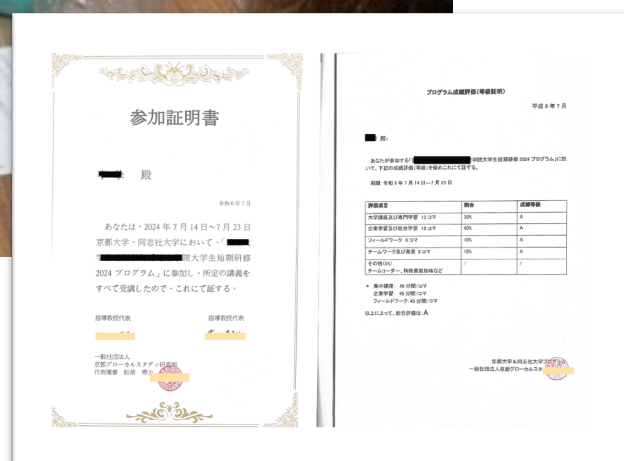 参加証明書
殿
令和6年7月
あなたは、2024年7月14日～7月23日
京都大学・同志社大学において、「
院大学生短期研修
2024プログラム」に参加し、所定の講義を
すべて受講したので、これにて証する。
指導教授代表 指導教授代表
一般社団法人
京都グローカルスタディ研究所
代表理事
プログラム成績評価(等級証明)
平成6年7月
殿、
あなたが参加する「 学院大学生短期研修 2024 プログラム」に於
いて、下記の成績評価(等級)を修めこれにて証する。
期間:令和6年7月14日—7月23日
評価項目 割合 成績等級
大学講座及び専門学習 12コマ 30% A
企業学習及び総合学習 18コマ 40% A
フィールドワーク 6コマ 10% A
チームワーク及び発表 6コマ 15% A
その他(5%) / /
チームリーダー、特殊貢献加味など
* 集中講座: 45分間/コマ
企業学習: 45分間/コマ
フィールドワーク:45分間/コマ
以上によって、総合評価は:A
京都大学&同志社大学プログラム
一般社団法人京都グローカルスタ